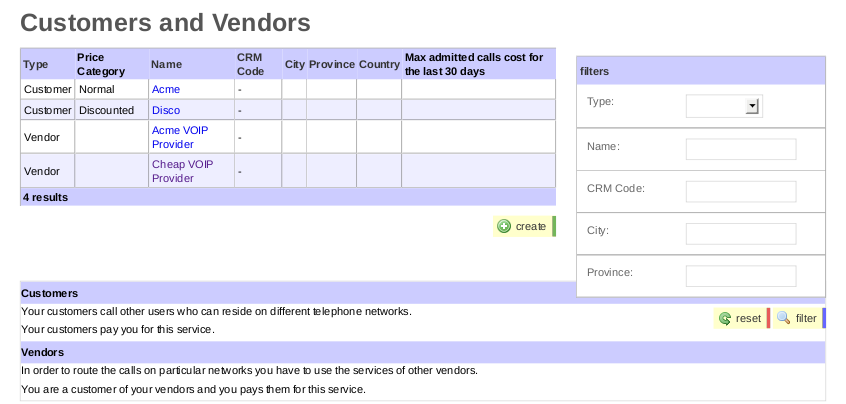 Customers and Vendors
Type Price Category Name CRM Code City Province Country Max admitted calls cost for the last 30 days
Customer Normal Acme -
Customer Discounted Disco -
Vendor Acme VOIP Provider -
Vendor Cheap VOIP Provider -
4 results
create
filters
Type:
Name:
CRM Code:
City:
Province:
reset filter
Customers
Your customers call other users who can reside on different telephone networks.
Your customers pay you for this service.
Vendors
In order to route the calls on particular networks you have to use the services of other vendors.
You are a customer of your vendors and you pays them for this service.